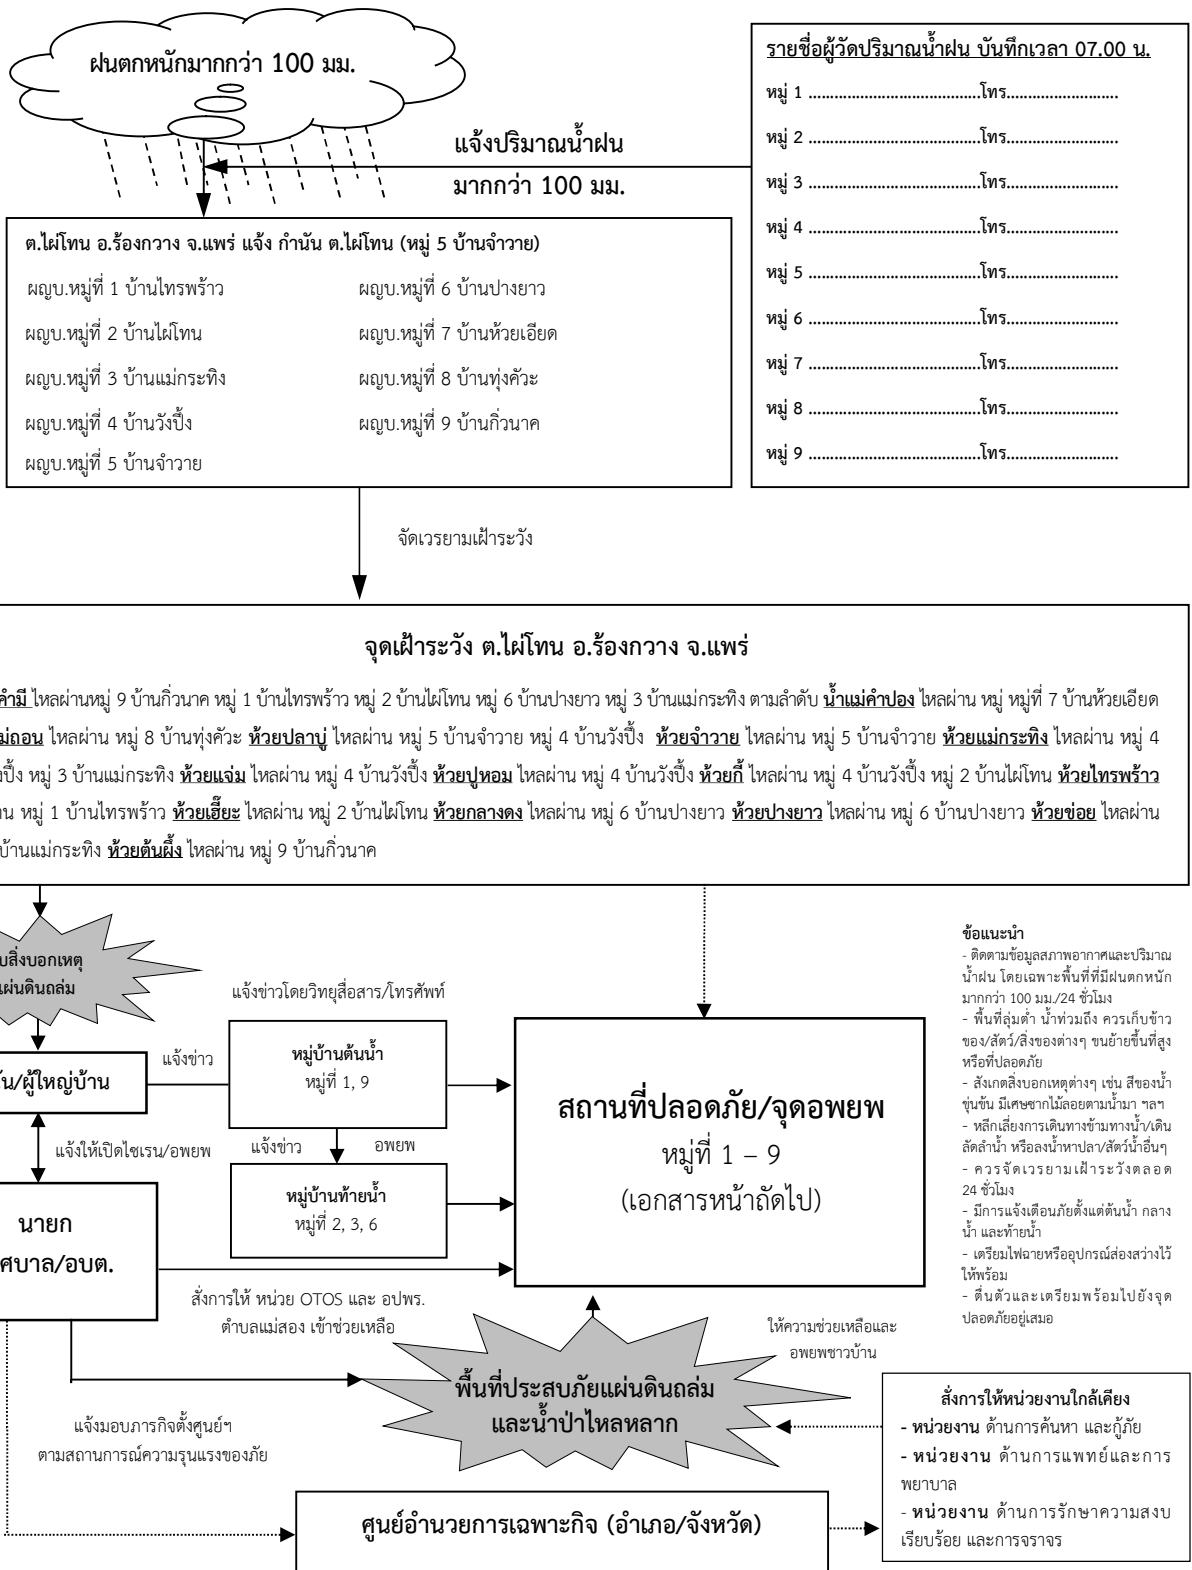 ฝนตกหนักมากกว่า 100 มม.
แจ้งปริมาณน้ำฝน
มากกว่า 100 มม.
รายชื่อผู้วัดปริมาณน้ำฝน บันทึกเวลา 07.00 น.
หมู่ 1 ........................................โทร..........................
หมู่ 2 ........................................โทร..........................
หมู่ 3 ........................................โทร..........................
หมู่ 4 ........................................โทร..........................
หมู่ 5 ........................................โทร..........................
หมู่ 6 ........................................โทร..........................
หมู่ 7 ........................................โทร..........................
หมู่ 8 ........................................โทร..........................
หมู่ 9 ........................................โทร..........................
ต.ไผ่โทน อ.ร้องกวาง จ.แพร่ แจ้ง กำนัน ต.ไผ่โทน (หมู่ 5 บ้านจำวาย)
ผญบ.หมู่ที่ 1 บ้านไทรพร้าว
ผญบ.หมู่ที่ 2 บ้านไผ่โทน
ผญบ.หมู่ที่ 3 บ้านแม่กระทิง
ผญบ.หมู่ที่ 4 บ้านวังปึ้ง
ผญบ.หมู่ที่ 5 บ้านจำวาย
ผญบ.หมู่ที่ 6 บ้านปางยาว
ผญบ.หมู่ที่ 7 บ้านห้วยเอียด
ผญบ.หมู่ที่ 8 บ้านทุ่งคัวะ
ผญบ.หมู่ที่ 9 บ้านกิ่วนาค
จัดเวรยามเฝ้าระวัง
จุดเฝ้าระวัง ต.ไผ่โทน อ.ร้องกวาง จ.แพร่
คำมี ไหลผ่านหมู่ 9 บ้านกิ่วนาค หมู่ 1 บ้านไทรพร้าว หมู่ 2 บ้านไผ่โทน หมู่ 6 บ้านปางยาว หมู่ 3 บ้านแม่กระทิง ตามลำดับ น้ำแม่คำปอง ไหลผ่าน หมู่ หมู่ที่ 7 บ้านห้วยเอียด
ม่ถอน ไหลผ่าน หมู่ 8 บ้านทุ่งคัวะ ห้วยปลาบู่ ไหลผ่าน หมู่ 5 บ้านจำวาย หมู่ 4 บ้านวังปึ้ง ห้วยจำวาย ไหลผ่าน หมู่ 5 บ้านจำวาย ห้วยแม่กระทิง ไหลผ่าน หมู่ 4
งปึ้ง หมู่ 3 บ้านแม่กระทิง ห้วยแจ่ม ไหลผ่าน หมู่ 4 บ้านวังปึ้ง ห้วยปูหอม ไหลผ่าน หมู่ 4 บ้านวังปึ้ง ห้วยกี้ ไหลผ่าน หมู่ 4 บ้านวังปึ้ง หมู่ 2 บ้านไผ่โทน ห้วยไทรพร้าว
าน หมู่ 1 บ้านไทรพร้าว ห้วยเฮี๊ยะ ไหลผ่าน หมู่ 2 บ้านไผ่โทน ห้วยกลางดง ไหลผ่าน หมู่ 6 บ้านปางยาว ห้วยปางยาว ไหลผ่าน หมู่ 6 บ้านปางยาว ห้วยข่อย ไหลผ่าน
บ้านแม่กระทิง ห้วยต้นผึ้ง ไหลผ่าน หมู่ 9 บ้านกิ่วนาค
บสิ่งบอกเหตุ
แผ่นดินถล่ม
น/ผู้ใหญ่บ้าน
แจ้งข่าว
แจ้งข่าวโดยวิทยุสื่อสาร/โทรศัพท์
หมู่บ้านต้นน้ำ
หมู่ที่ 1, 9
แจ้งให้เปิดไซเรน/อพยพ
แจ้งข่าว
อพยพ
หมู่บ้านท้ายน้ำ
หมู่ที่ 2, 3, 6
นายก
ศบาล/อบต.
สถานที่ปลอดภัย/จุดอพยพ
หมู่ที่ 1 – 9
(เอกสารหน้าถัดไป)
ข้อแนะนำ
- ติดตามข้อมูลสภาพอากาศและปริมาณ
น้ำฝน โดยเฉพาะพื้นที่ที่มีฝนตกหนัก
มากกว่า 100 มม./24 ชั่วโมง
- พื้นที่ลุ่มต่ำ น้ำท่วมถึง ควรเก็บข้าว
ของ/สัตว์/สิ่งของต่างๆ ขนย้ายขึ้นที่สูง
หรือที่ปลอดภัย
- สังเกตสิ่งบอกเหตุต่างๆ เช่น สีของน้ำ
ขุ่นข้น มีเศษซากไม้ลอยตามน้ำมา ฯลฯ
- หลีกเลี่ยงการเดินทางข้ามทางน้ำ/เดิน
ลัดลำน้ำ หรือลงน้ำหาปลา/สัตว์น้ำอื่นๆ
- ควรจัดเวรยามเฝ้าระวังตลอด
24 ชั่วโมง
- มีการแจ้งเตือนภัยตั้งแต่ต้นน้ำ กลาง
น้ำ และท้ายน้ำ
- เตรียมไฟฉายหรืออุปกรณ์ส่องสว่างไว้
ให้พร้อม
- ตื่นตัวและเตรียมพร้อมไปยังจุด
ปลอดภัยอยู่เสมอ
สั่งการให้ หน่วย OTOS และ อปพร.
ตำบลแม่สอง เข้าช่วยเหลือ
ให้ความช่วยเหลือและ
อพยพชาวบ้าน
พื้นที่ประสบภัยแผ่นดินถล่ม
และน้ำป่าไหลหลาก
แจ้งมอบภารกิจตั้งศูนย์ฯ
ตามสถานการณ์ความรุนแรงของภัย
สั่งการให้หน่วยงานใกล้เคียง
- หน่วยงาน ด้านการค้นหา และกู้ภัย
- หน่วยงาน ด้านการแพทย์และการ
พยาบาล
- หน่วยงาน ด้านการรักษาความสงบ
เรียบร้อย และการจราจร
ศูนย์อำนวยการเฉพาะกิจ (อำเภอ/จังหวัด)